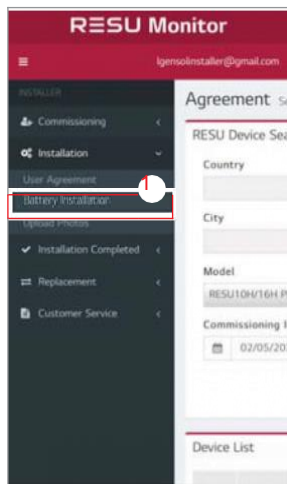 RESU Monitor
lgensolinstaller@gmail.com
INSTALLER
Commissioning
Installation
User Agreement
1
Battery Installation
Upload Photos
Installation Completed
Replacement
Customer Service
Agreement
RESU Device Sea
Country
City
Model
RESU10H/16H P
Commissioning I
02/05/20
Device List